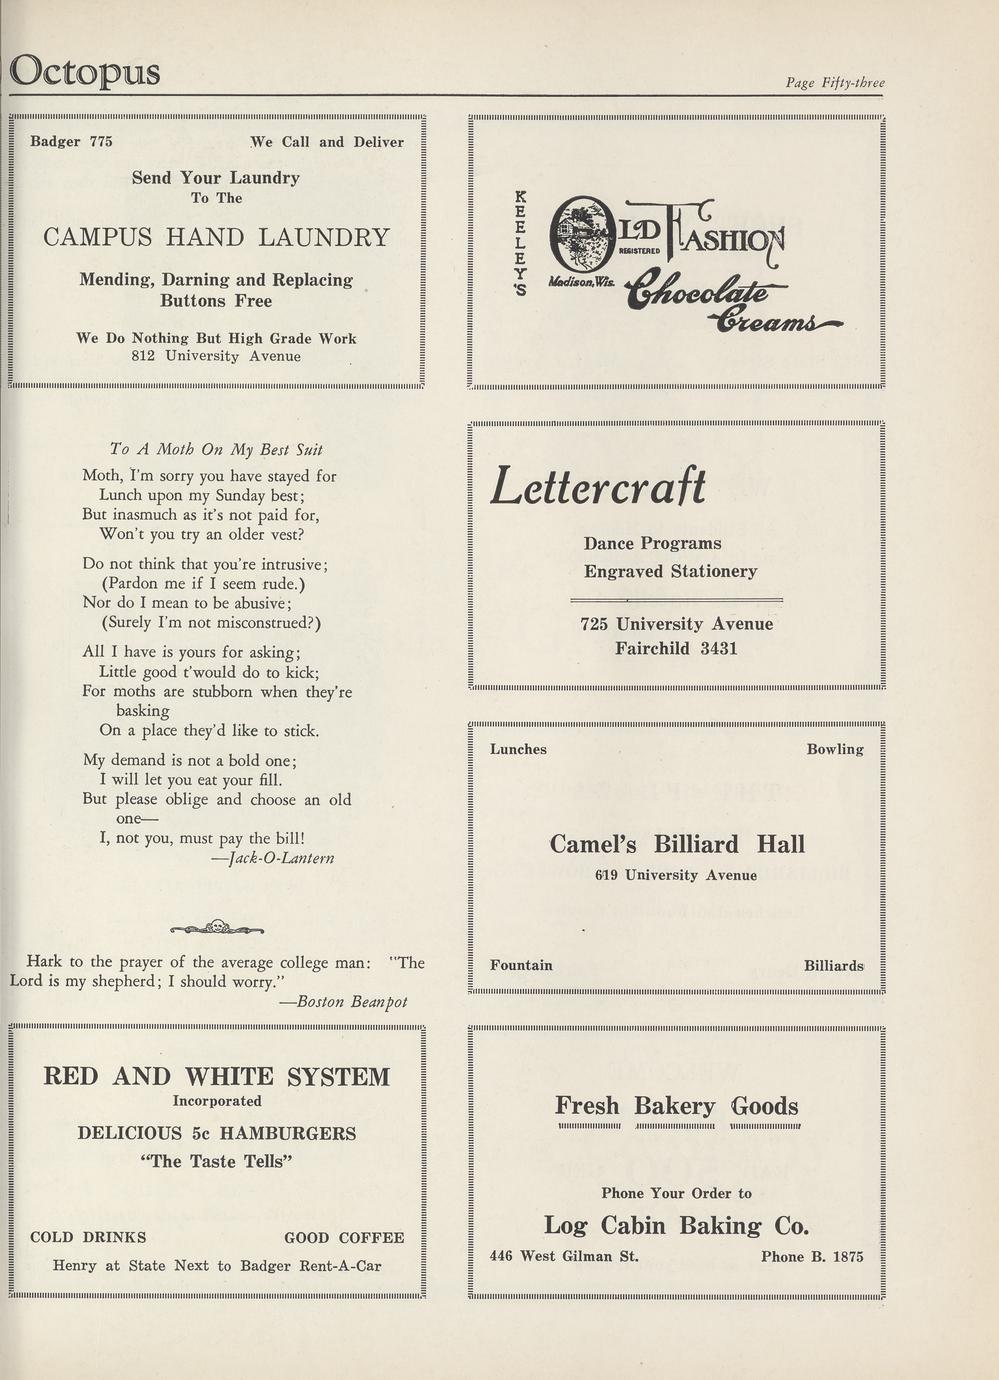 Octopus
Page Fifty-three
Badger 775 We Call and Deliver
Send Your Laundry
To The
CAMPUS HAND LAUNDRY
Mending, Darning and Replacing
Buttons Free
We Do Nothing But High Grade Work
812 University Avenue
To A Moth On My Best Suit
Moth, I'm sorry you have stayed for
Lunch upon my Sunday best;
But inasmuch as it's not paid for,
Won't you try an older vest?
Do not think that you're intrusive;
(Pardon me if I seem rude.)
Nor do I mean to be abusive;
(Surely I'm not misconstrued?)
All I have is yours for asking;
Little good t'would do to kick;
For moths are stubborn when they're
basking
On a place they'd like to stick.
My demand is not a bold one;
I will let you eat your fill.
But please oblige and choose an old
one—
I, not you, must pay the bill!
—Jack-O-Lantern
Hark to the prayer of the average college man: "The
Lord is my shepherd; I should worry."
—Boston Beanpot
RED AND WHITE SYSTEM
Incorporated
DELICIOUS 5c HAMBURGERS
"The Taste Tells"
COLD DRINKS GOOD COFFEE
Henry at State Next to Badger Rent-A-Car
KEELEY'S
OLD FASHION
REGISTERED
Madison, Wis.
Chocolate
Creams
Lettercraft
Dance Programs
Engraved Stationery
725 University Avenue
Fairchild 3431
Lunches Bowling
Camel's Billiard Hall
619 University Avenue
Fountain Billiards
Fresh Bakery Goods
Phone Your Order to
Log Cabin Baking Co.
446 West Gilman St. Phone B. 1875